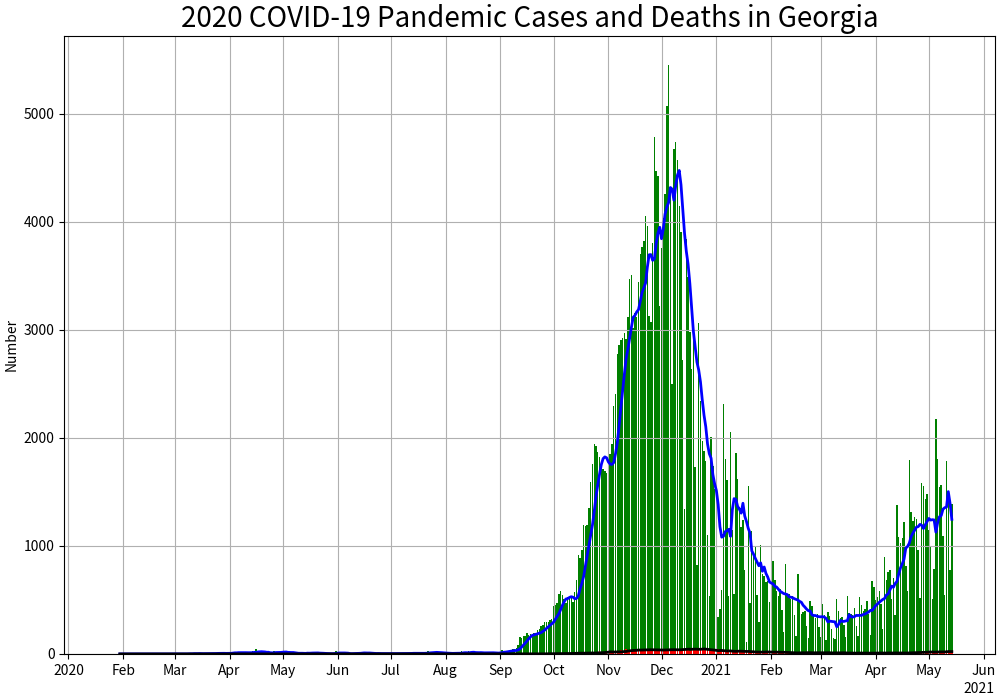 2020 COVID-19 Pandemic Cases and Deaths in Georgia
Number
5000
4000
3000
2000
1000
0
2020 Feb Mar Apr May Jun Jul Aug Sep Oct Nov Dec 2021 Feb Mar Apr May Jun
2021